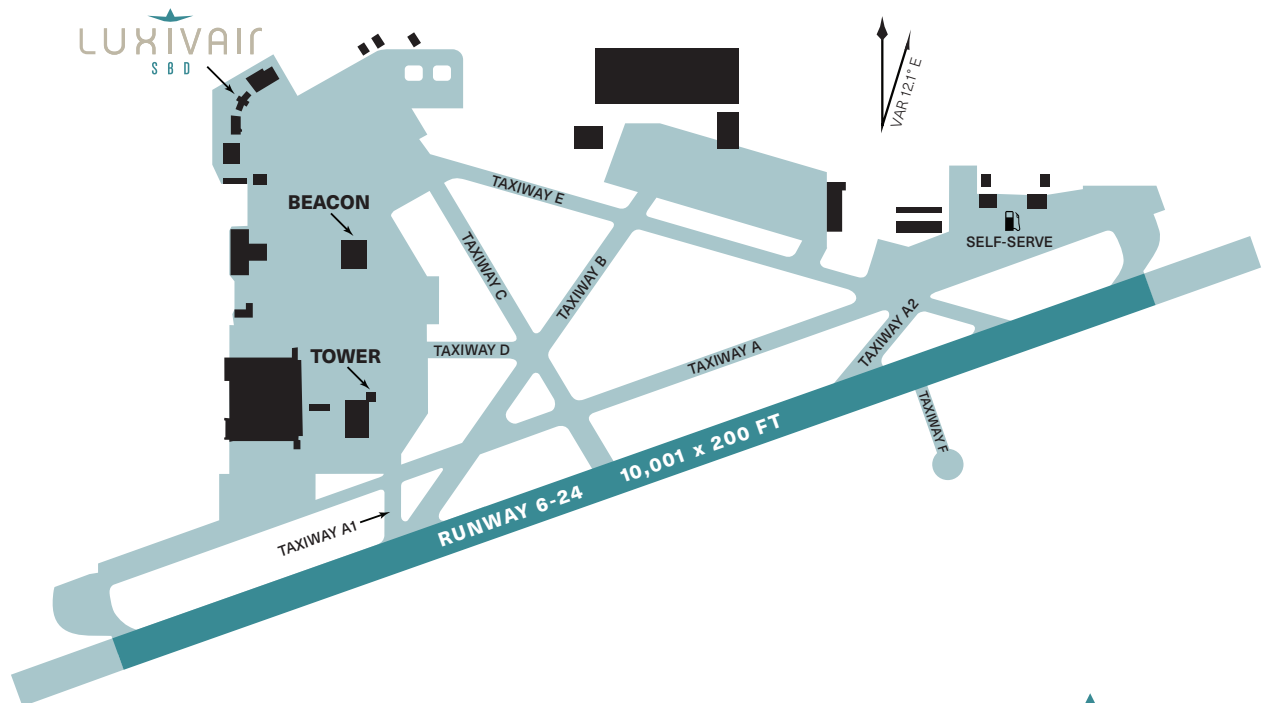 LUXIVAIR
SBD
VAR 12.1° E
TAXIWAY E
BEACON
TAXIWAY C
TAXIWAY B
SELF-SERVE
TAXIWAY A2
TAXIWAY D
TAXIWAY A
TOWER
TAXIWAY F
RUNWAY 6-24 10,001 x 200 FT
TAXIWAY A1